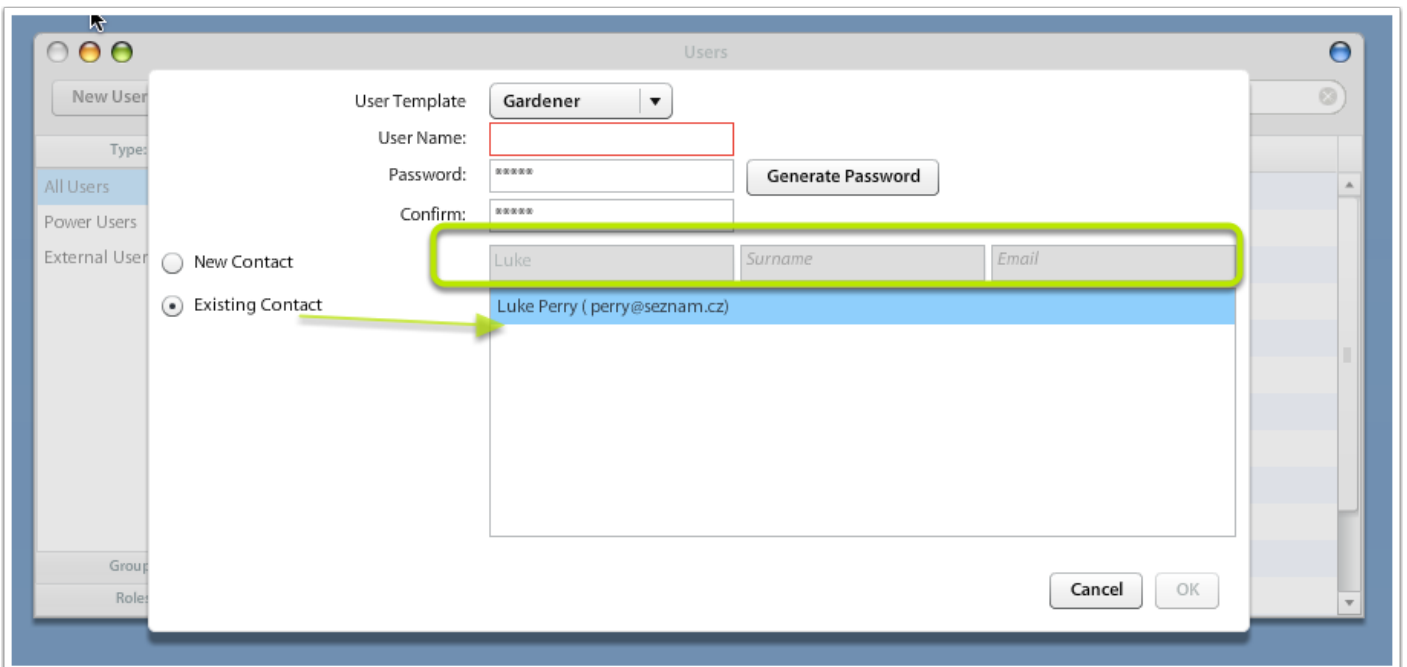 Users
New User
User Template Gardener
User Name:
Type:
Password: ***** Generate Password
All Users
Confirm: *****
Power Users
External User
New Contact Luke Surname Email
Existing Contact Luke Perry ( perry@seznam.cz)
Group
Roles
Cancel OK